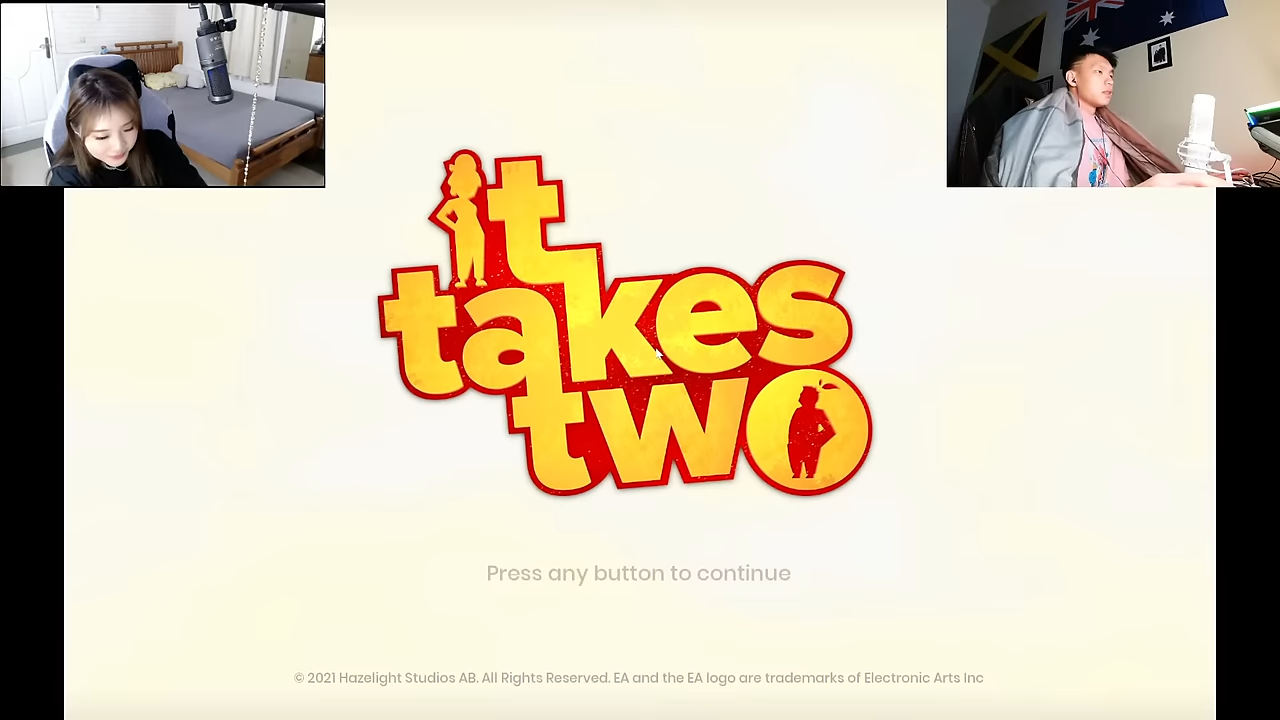 it
takes
two
Press any button to continue
© 2021 Hazelight Studios AB. All Rights Reserved. EA and the EA logo are trademarks of Electronic Arts Inc